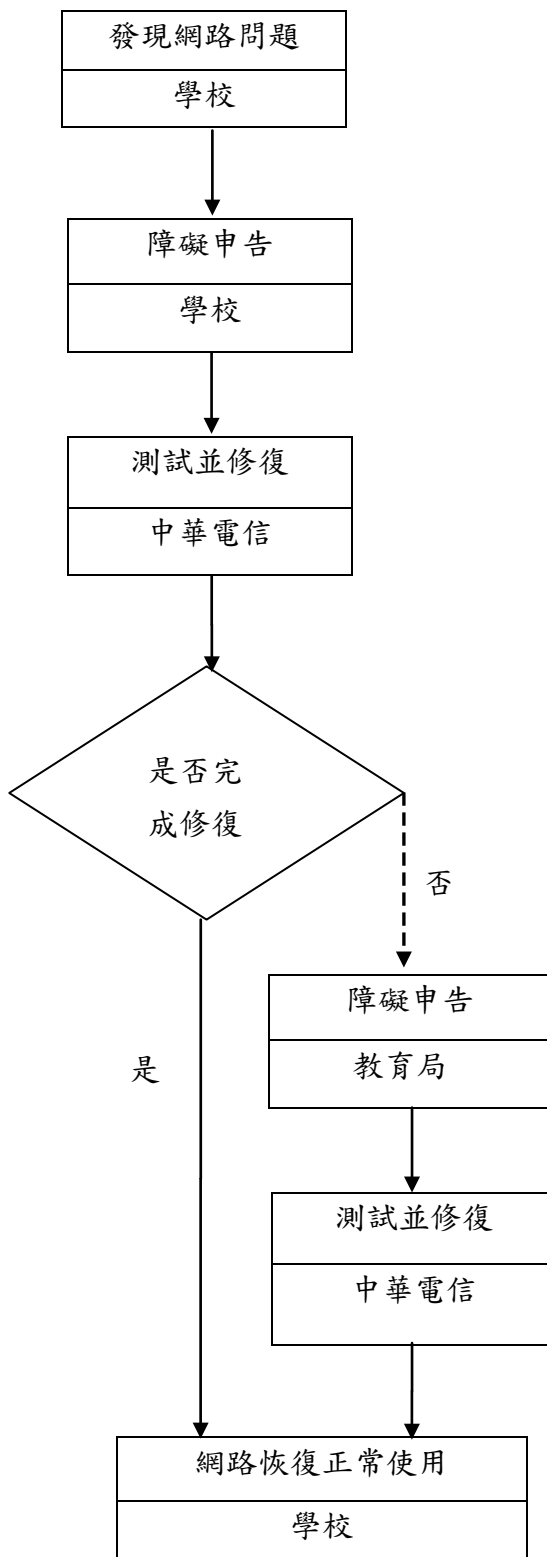 發現網路問題
學校
障礙申告
學校
測試並修復
中華電信
是否完
成修復
否
障礙申告
教育局
是
測試並修復
中華電信
網路恢復正常使用
學校